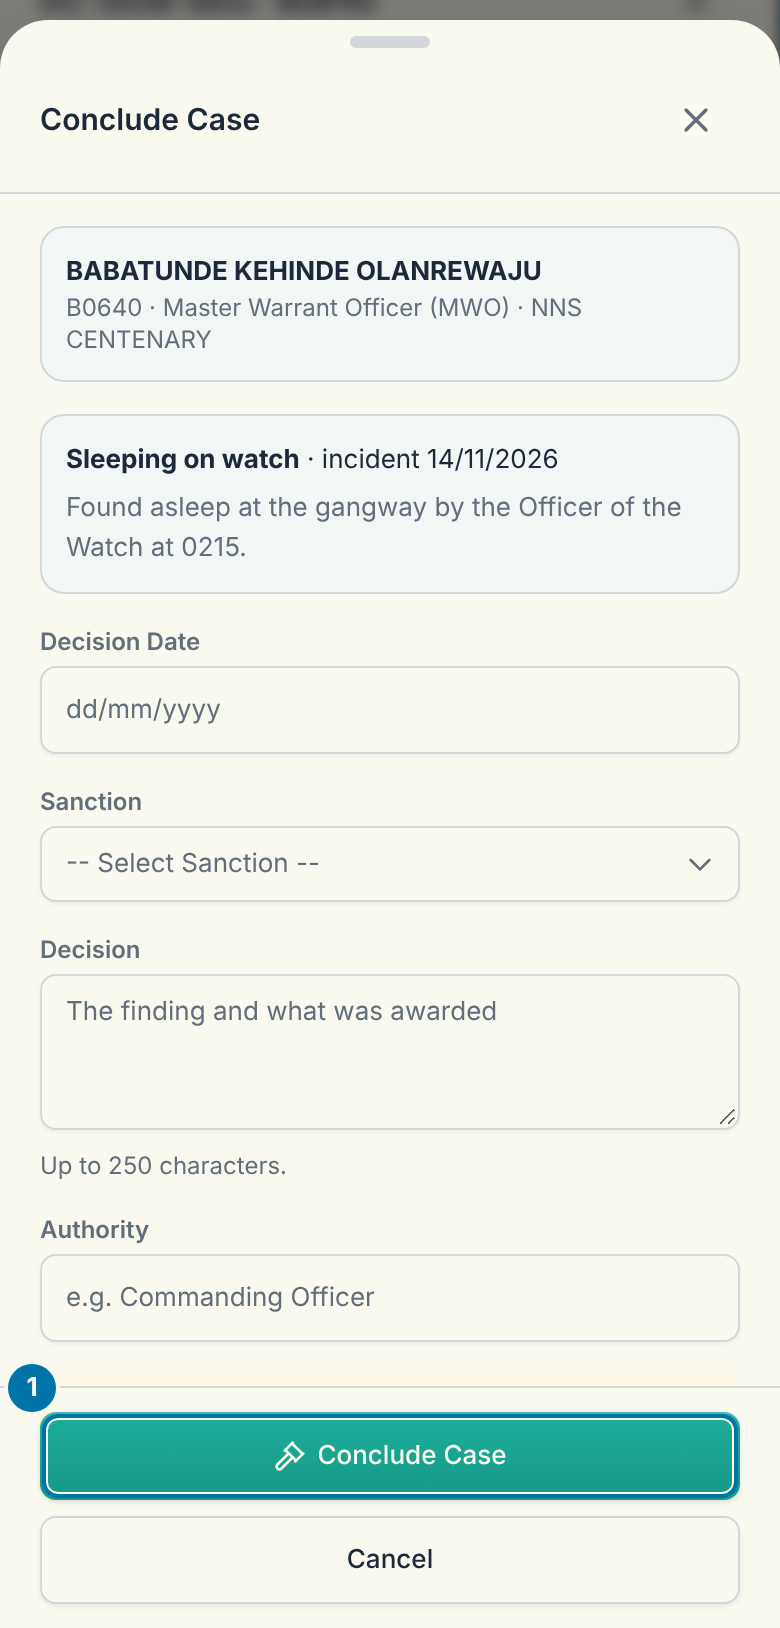 Conclude Case
BABATUNDE KEHINDE OLANREWAJU
B0640 · Master Warrant Officer (MWO) · NNS
CENTENARY
Sleeping on watch · incident 14/11/2026
Found asleep at the gangway by the Officer of the
Watch at 0215.
Decision Date
dd/mm/yyyy
Sanction
-- Select Sanction --
Decision
The finding and what was awarded
Up to 250 characters.
Authority
e.g. Commanding Officer
1
Conclude Case
Cancel